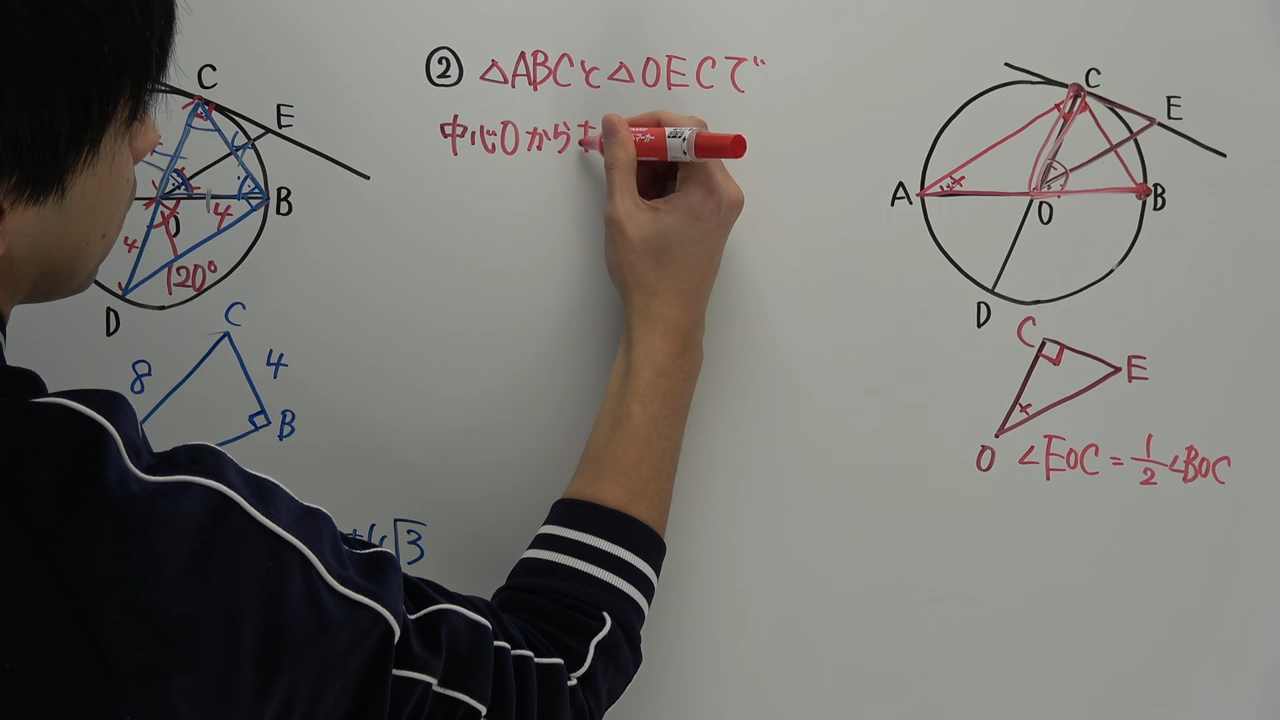 C
E
B
O
4
4
120°
D
C
8
4
B
√3
② △ABCと△OECで
中心Oから
C
E
A
O
B
D
C
E
O
∠EOC=1/2∠BOC